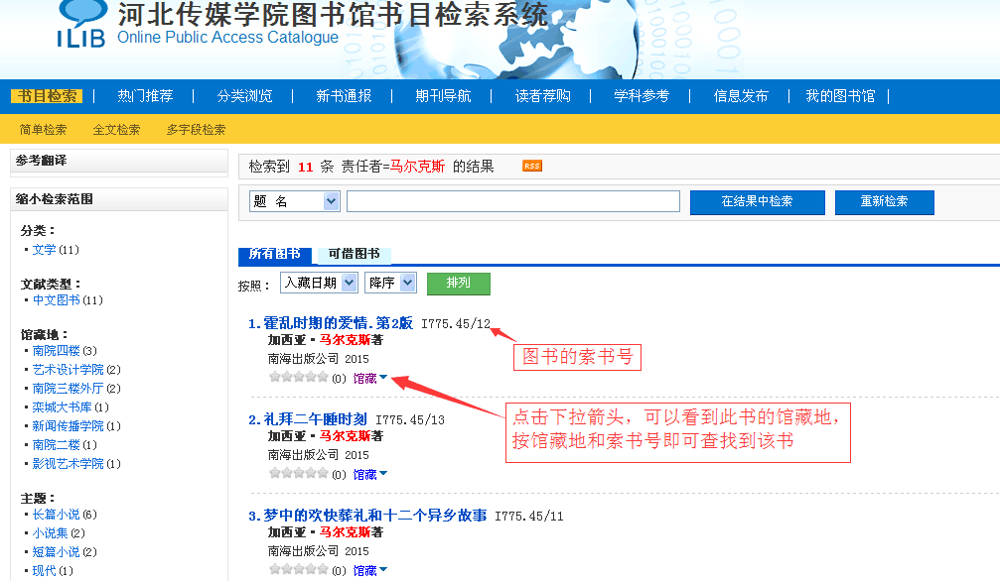 河北传媒学院图书馆书目检索系统
ILIB Online Public Access Catalogue
书目检索 | 热门推荐 | 分类浏览 | 新书通报 | 期刊导航 | 读者荐购 | 学科参考 | 信息发布 | 我的图书馆 |
简单检索 全文检索 多字段检索
参考翻译
缩小检索范围
分类：
文学(11)
文献类型：
中文图书(11)
馆藏地：
南院四楼(3)
艺术设计学院(2)
南院三楼外厅(2)
栾城大书库(1)
新闻传播学院(1)
南院二楼(1)
影视艺术学院(1)
主题：
长篇小说(6)
小说集(2)
短篇小说(2)
现代(1)
检索到 11 条 责任者=马尔克斯 的结果 RSS
题 名 在结果中检索 重新检索
所有图书 可借图书
按照： 入藏日期 降序 排列
1. 霍乱时期的爱情.第2版 I775.45/12
加西亚·马尔克斯著
南海出版公司 2015
(0) 馆藏
图书的索书号
点击下拉箭头，可以看到此书的馆藏地，
按馆藏地和索书号即可查找到该书
2. 礼拜二午睡时刻 I775.45/13
加西亚·马尔克斯著
南海出版公司 2015
(0) 馆藏
3. 梦中的欢快葬礼和十二个异乡故事 I775.45/11
加西亚·马尔克斯著
南海出版公司 2015
(0) 馆藏